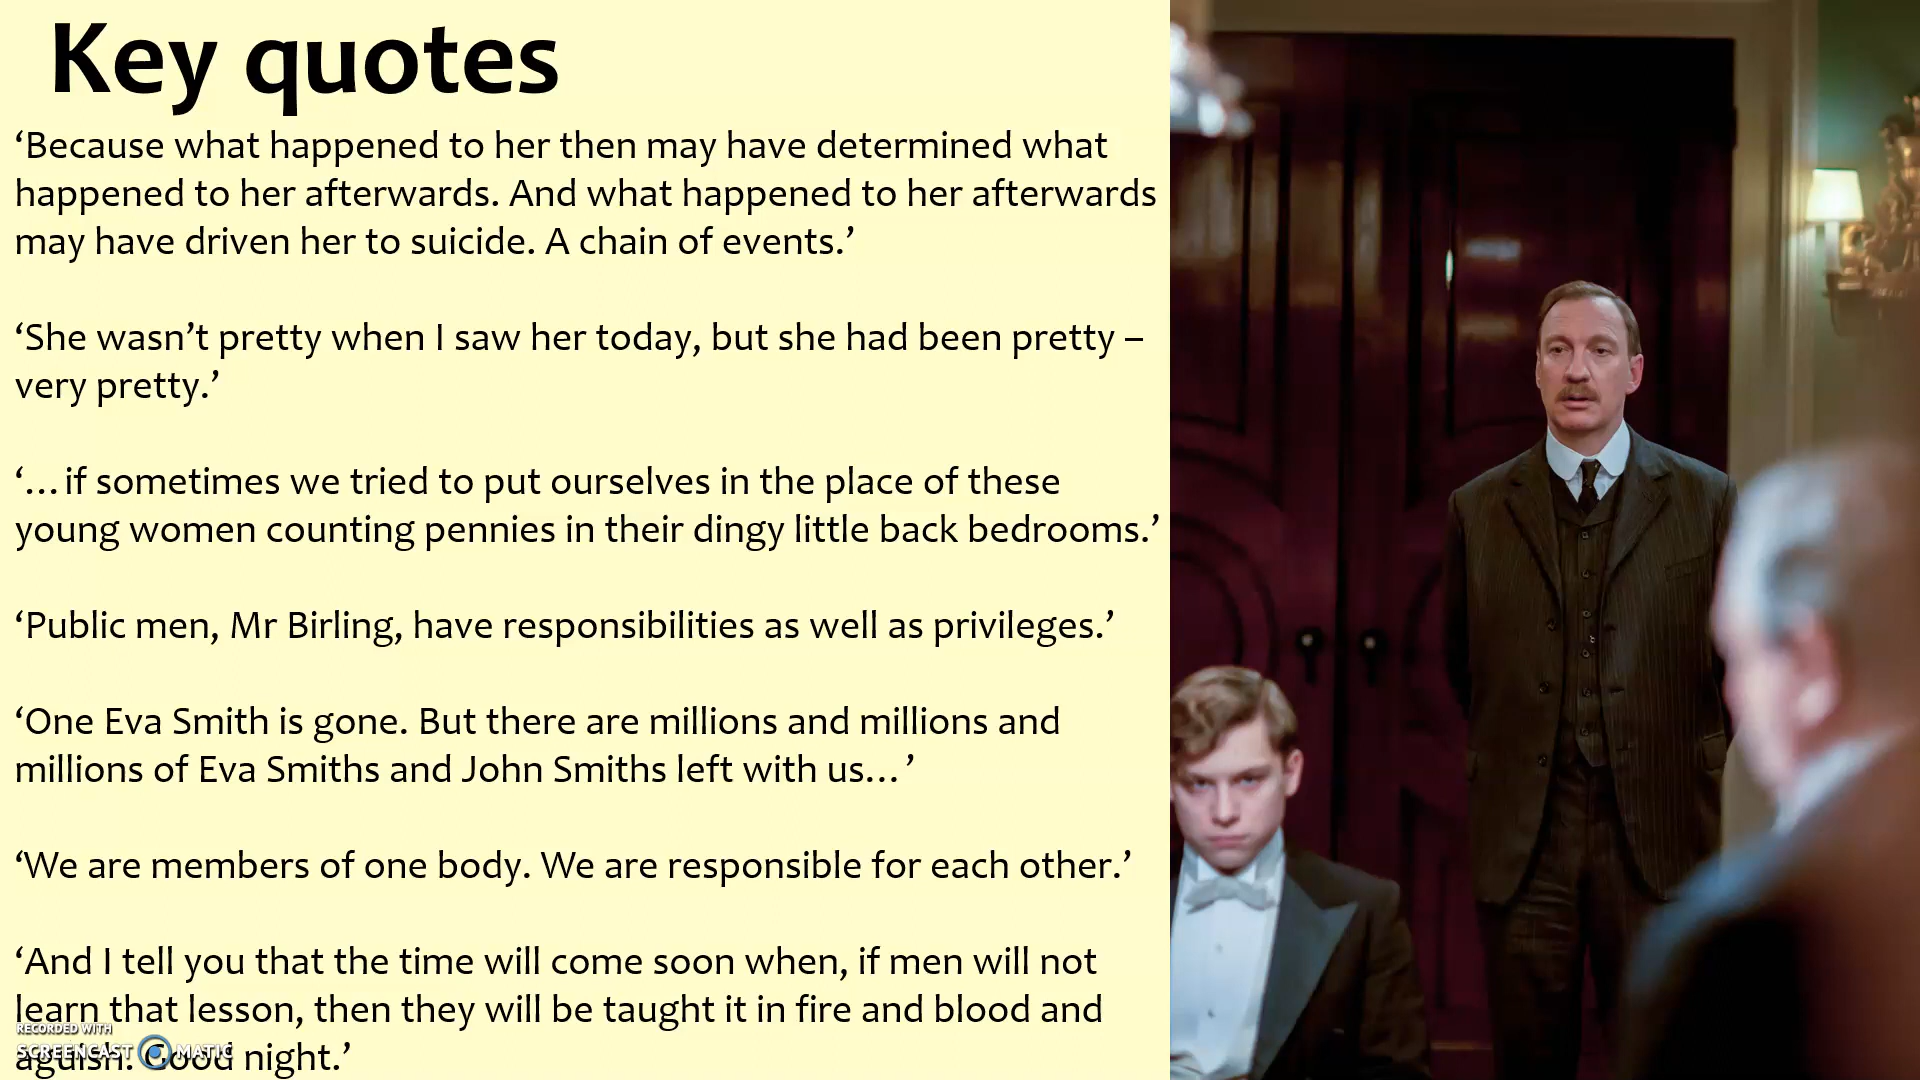 Key quotes
‘Because what happened to her then may have determined what
happened to her afterwards. And what happened to her afterwards
may have driven her to suicide. A chain of events.’
‘She wasn’t pretty when I saw her today, but she had been pretty –
very pretty.’
‘…if sometimes we tried to put ourselves in the place of these
young women counting pennies in their dingy little back bedrooms.’
‘Public men, Mr Birling, have responsibilities as well as privileges.’
‘One Eva Smith is gone. But there are millions and millions and
millions of Eva Smiths and John Smiths left with us…’
‘We are members of one body. We are responsible for each other.’
‘And I tell you that the time will come soon when, if men will not
learn that lesson, then they will be taught it in fire and blood and
aguish. Good night.’
RECORDED WITH
SCREENCAST MATIC